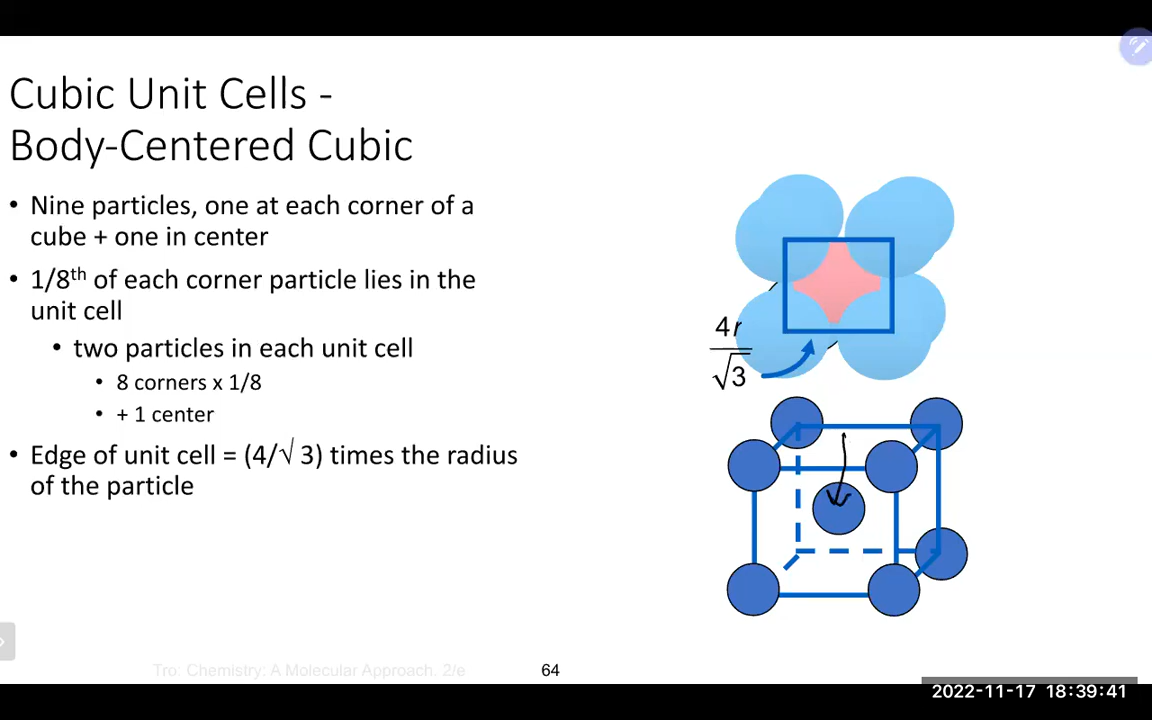 Cubic Unit Cells -
Body-Centered Cubic
• Nine particles, one at each corner of a
cube + one in center
• 1/8th of each corner particle lies in the
unit cell
• two particles in each unit cell
• 8 corners x 1/8
• + 1 center
• Edge of unit cell = (4/√ 3) times the radius
of the particle
4r
√3
Tro: Chemistry: A Molecular Approach, 2/e
64
2022-11-17 18:39:41